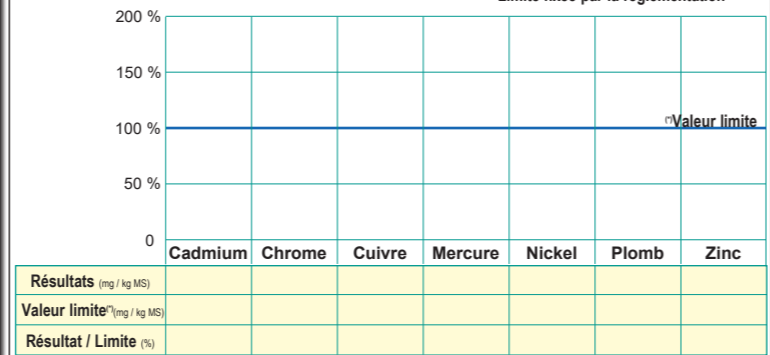 200 %
150 %
100 %
(*)Valeur limite
50 %
0
Cadmium Chrome Cuivre Mercure Nickel Plomb Zinc
Résultats (mg / kg MS)
Valeur limite(*)(mg / kg MS)
Résultat / Limite (%)